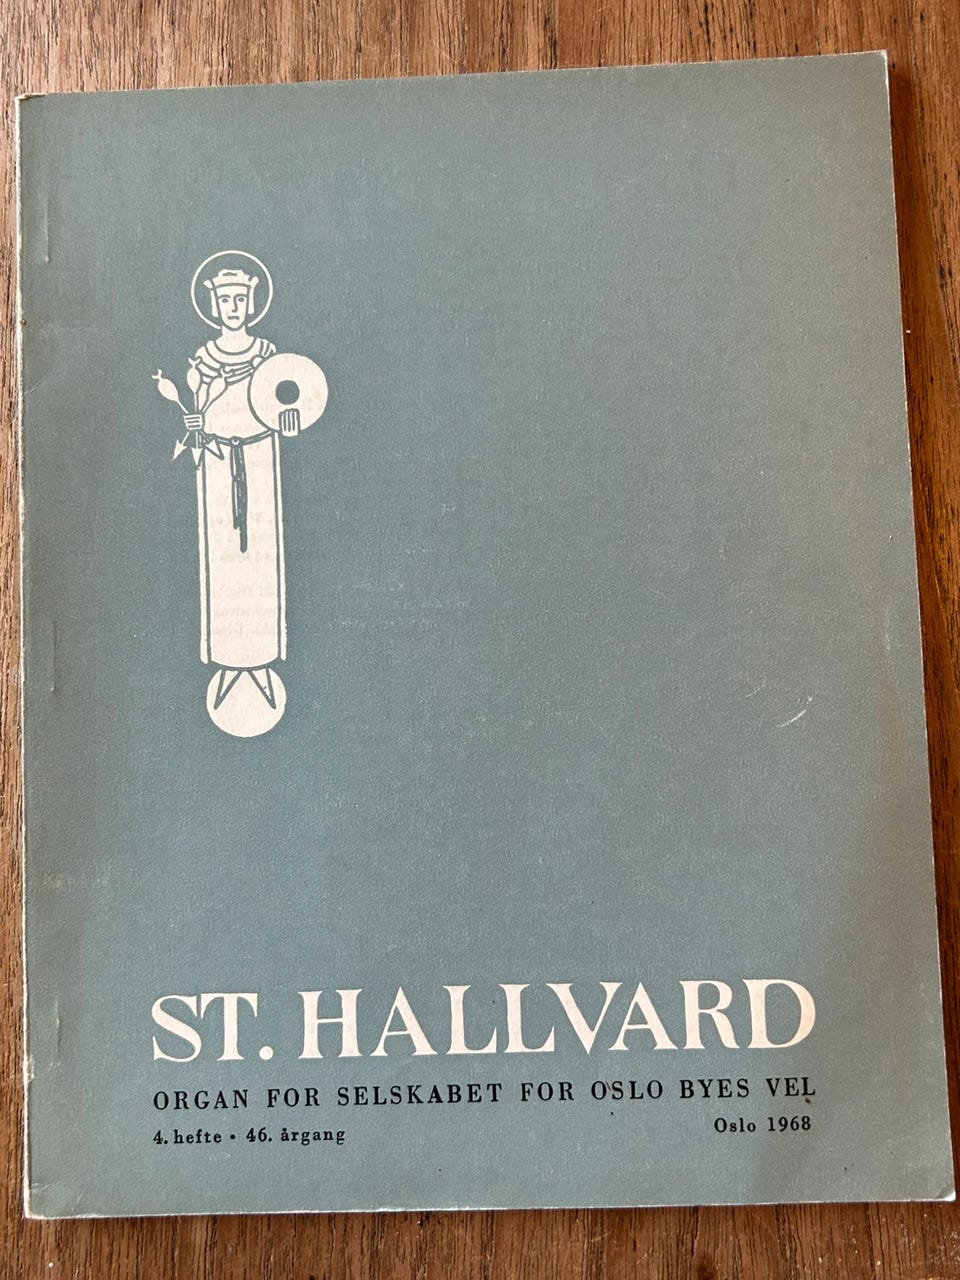 ST. HALLVARD
ORGAN FOR SELSKABET FOR OSLO BYES VEL
4. hefte • 46. årgang Oslo 1968